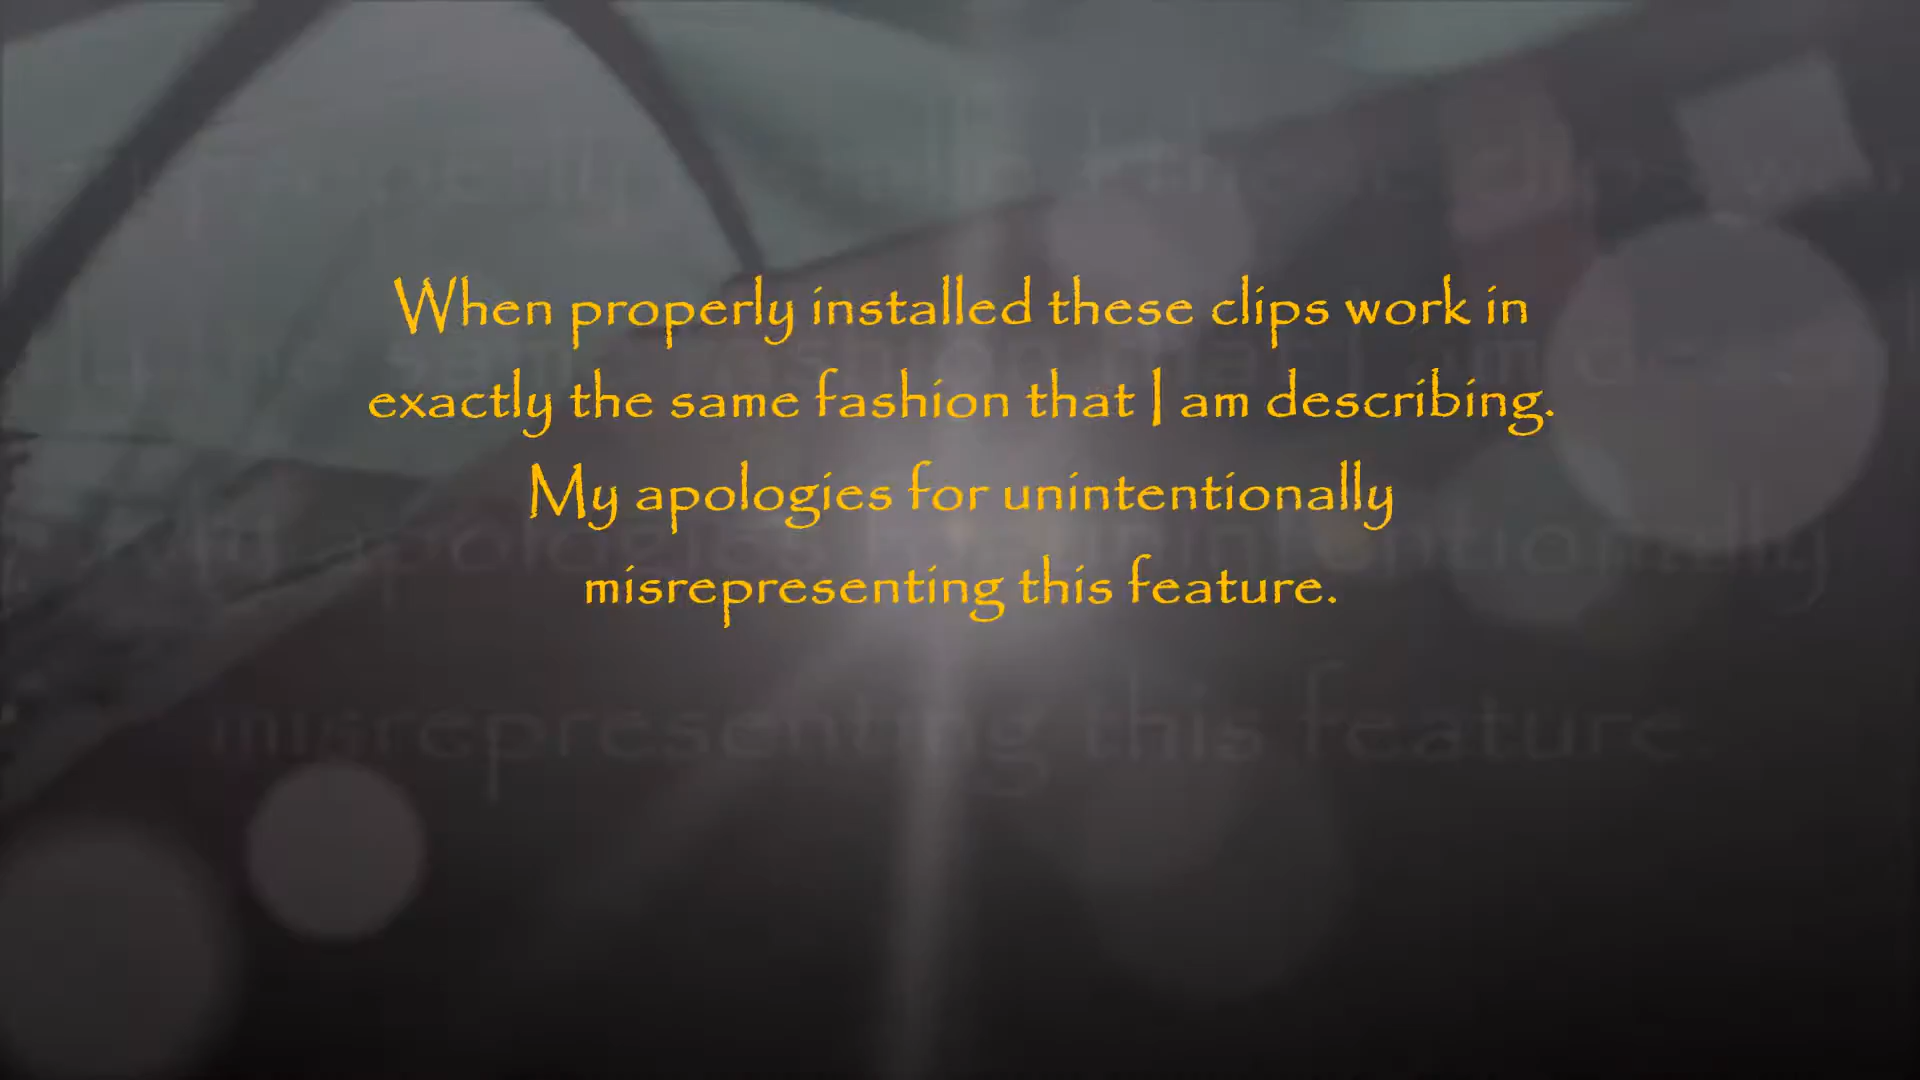 When properly installed these clips work in
exactly the same fashion that I am describing.
My apologies for unintentionally
misrepresenting this feature.